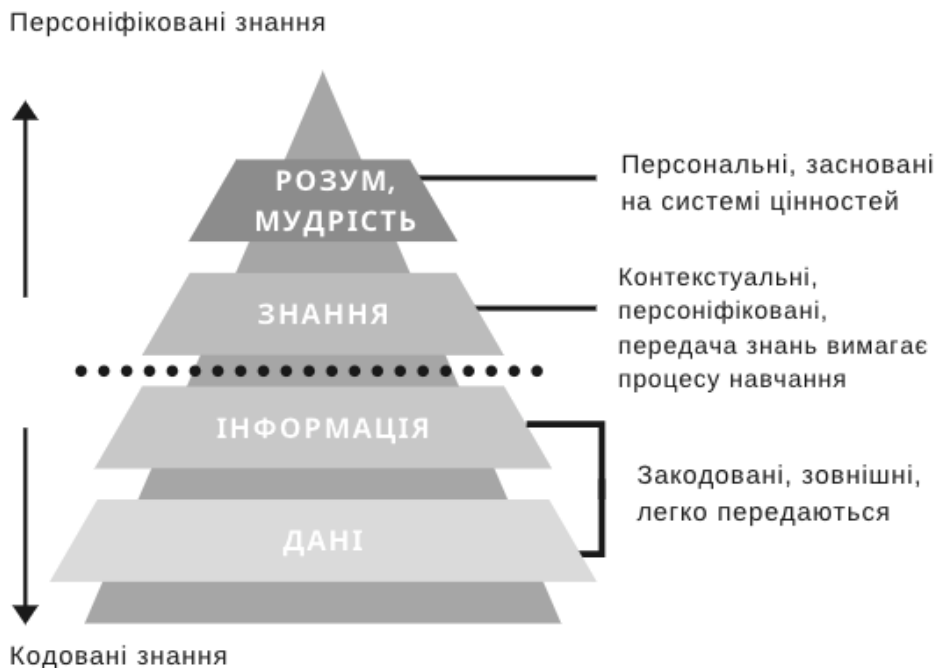 Персоніфіковані знання
РОЗУМ,
МУДРІСТЬ
Персональні, засновані
на системі цінностей
ЗНАННЯ
Контекстуальні,
персоніфіковані,
передача знань вимагає
процесу навчання
ІНФОРМАЦІЯ
ДАНІ
Закодовані, зовнішні,
легко передаються
Кодовані знання